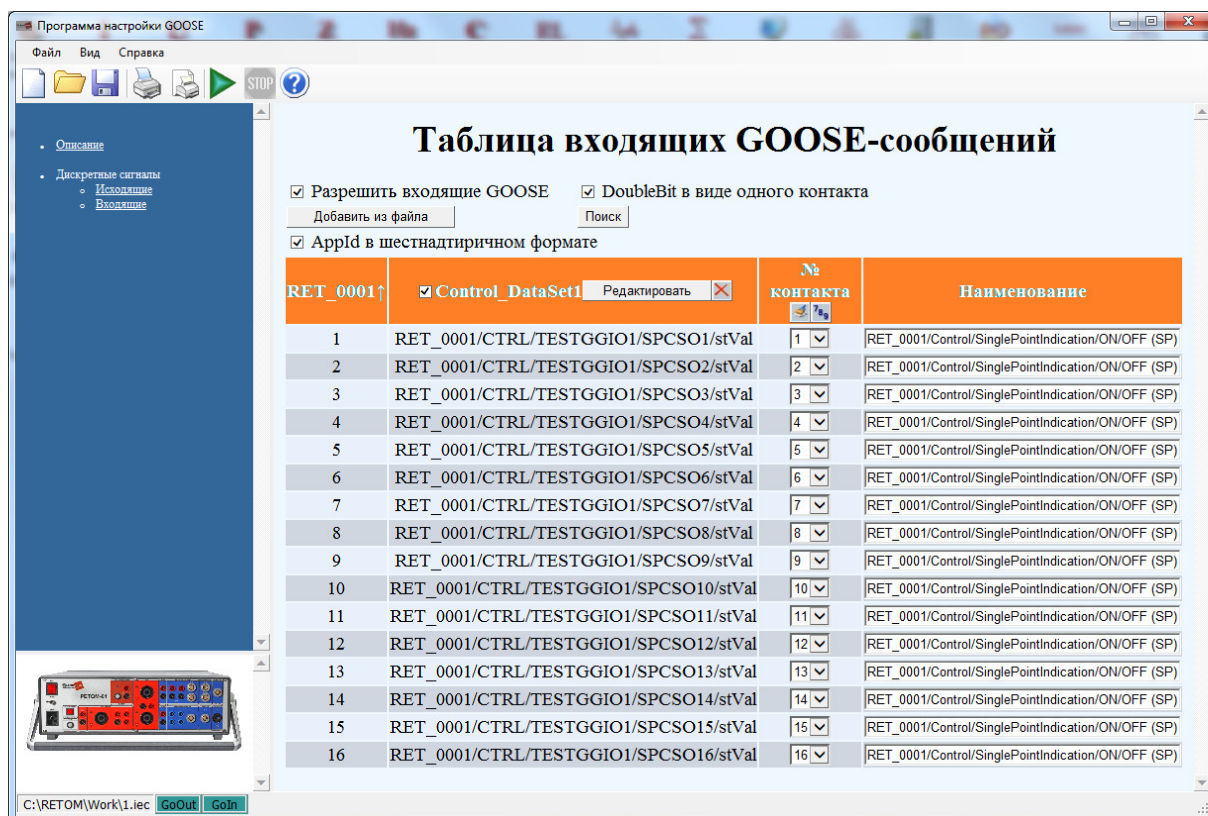 Программа настройки GOOSE
Файл Вид Справка
STOP
Описание
Дискретные сигналы
Исходящие
Входящие
Таблица входящих GOOSE-сообщений
Разрешить входящие GOOSE DoubleBit в виде одного контакта
Добавить из файла Поиск
AppId в шестнадтиричном формате
RET_0001↑ Control_DataSet1 Редактировать № контакта Наименование
1 RET_0001/CTRL/TESTGGIO1/SPCSO1/stVal 1 RET_0001/Control/SinglePointIndication/ON/OFF (SP)
2 RET_0001/CTRL/TESTGGIO1/SPCSO2/stVal 2 RET_0001/Control/SinglePointIndication/ON/OFF (SP)
3 RET_0001/CTRL/TESTGGIO1/SPCSO3/stVal 3 RET_0001/Control/SinglePointIndication/ON/OFF (SP)
4 RET_0001/CTRL/TESTGGIO1/SPCSO4/stVal 4 RET_0001/Control/SinglePointIndication/ON/OFF (SP)
5 RET_0001/CTRL/TESTGGIO1/SPCSO5/stVal 5 RET_0001/Control/SinglePointIndication/ON/OFF (SP)
6 RET_0001/CTRL/TESTGGIO1/SPCSO6/stVal 6 RET_0001/Control/SinglePointIndication/ON/OFF (SP)
7 RET_0001/CTRL/TESTGGIO1/SPCSO7/stVal 7 RET_0001/Control/SinglePointIndication/ON/OFF (SP)
8 RET_0001/CTRL/TESTGGIO1/SPCSO8/stVal 8 RET_0001/Control/SinglePointIndication/ON/OFF (SP)
9 RET_0001/CTRL/TESTGGIO1/SPCSO9/stVal 9 RET_0001/Control/SinglePointIndication/ON/OFF (SP)
10 RET_0001/CTRL/TESTGGIO1/SPCSO10/stVal 10 RET_0001/Control/SinglePointIndication/ON/OFF (SP)
11 RET_0001/CTRL/TESTGGIO1/SPCSO11/stVal 11 RET_0001/Control/SinglePointIndication/ON/OFF (SP)
12 RET_0001/CTRL/TESTGGIO1/SPCSO12/stVal 12 RET_0001/Control/SinglePointIndication/ON/OFF (SP)
13 RET_0001/CTRL/TESTGGIO1/SPCSO13/stVal 13 RET_0001/Control/SinglePointIndication/ON/OFF (SP)
14 RET_0001/CTRL/TESTGGIO1/SPCSO14/stVal 14 RET_0001/Control/SinglePointIndication/ON/OFF (SP)
15 RET_0001/CTRL/TESTGGIO1/SPCSO15/stVal 15 RET_0001/Control/SinglePointIndication/ON/OFF (SP)
16 RET_0001/CTRL/TESTGGIO1/SPCSO16/stVal 16 RET_0001/Control/SinglePointIndication/ON/OFF (SP)
РЕТОМ-61
C:\RETOM\Work\1.iec GoOut GoIn